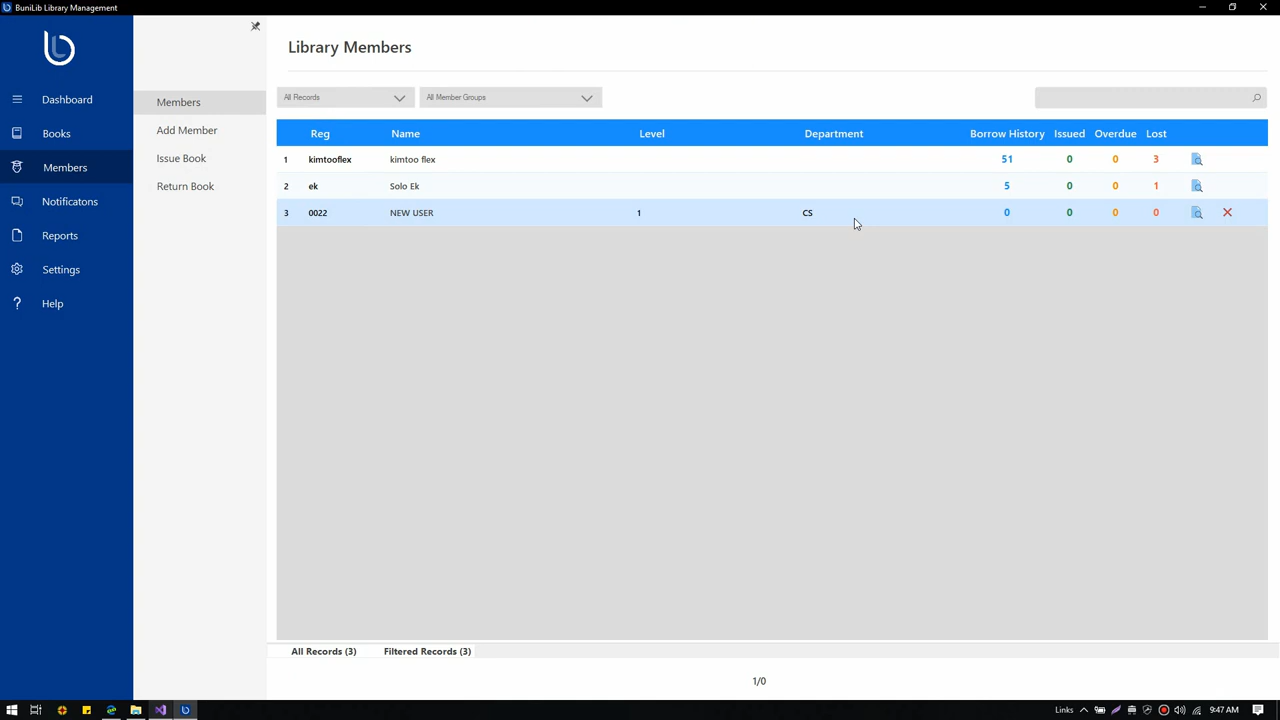 BuniLib Library Management
Library Members
Dashboard
Books
Members
Notificatons
Reports
Settings
? Help
Members
Add Member
Issue Book
Return Book
All Records
All Member Groups
Reg Name Level Department Borrow History Issued Overdue Lost
1 kimtooflex kimtoo flex 51 0 0 3
2 ek Solo Ek 5 0 0 1
3 0022 NEW USER 1 CS 0 0 0 0
All Records (3) Filtered Records (3)
1/0
Links 9:47 AM